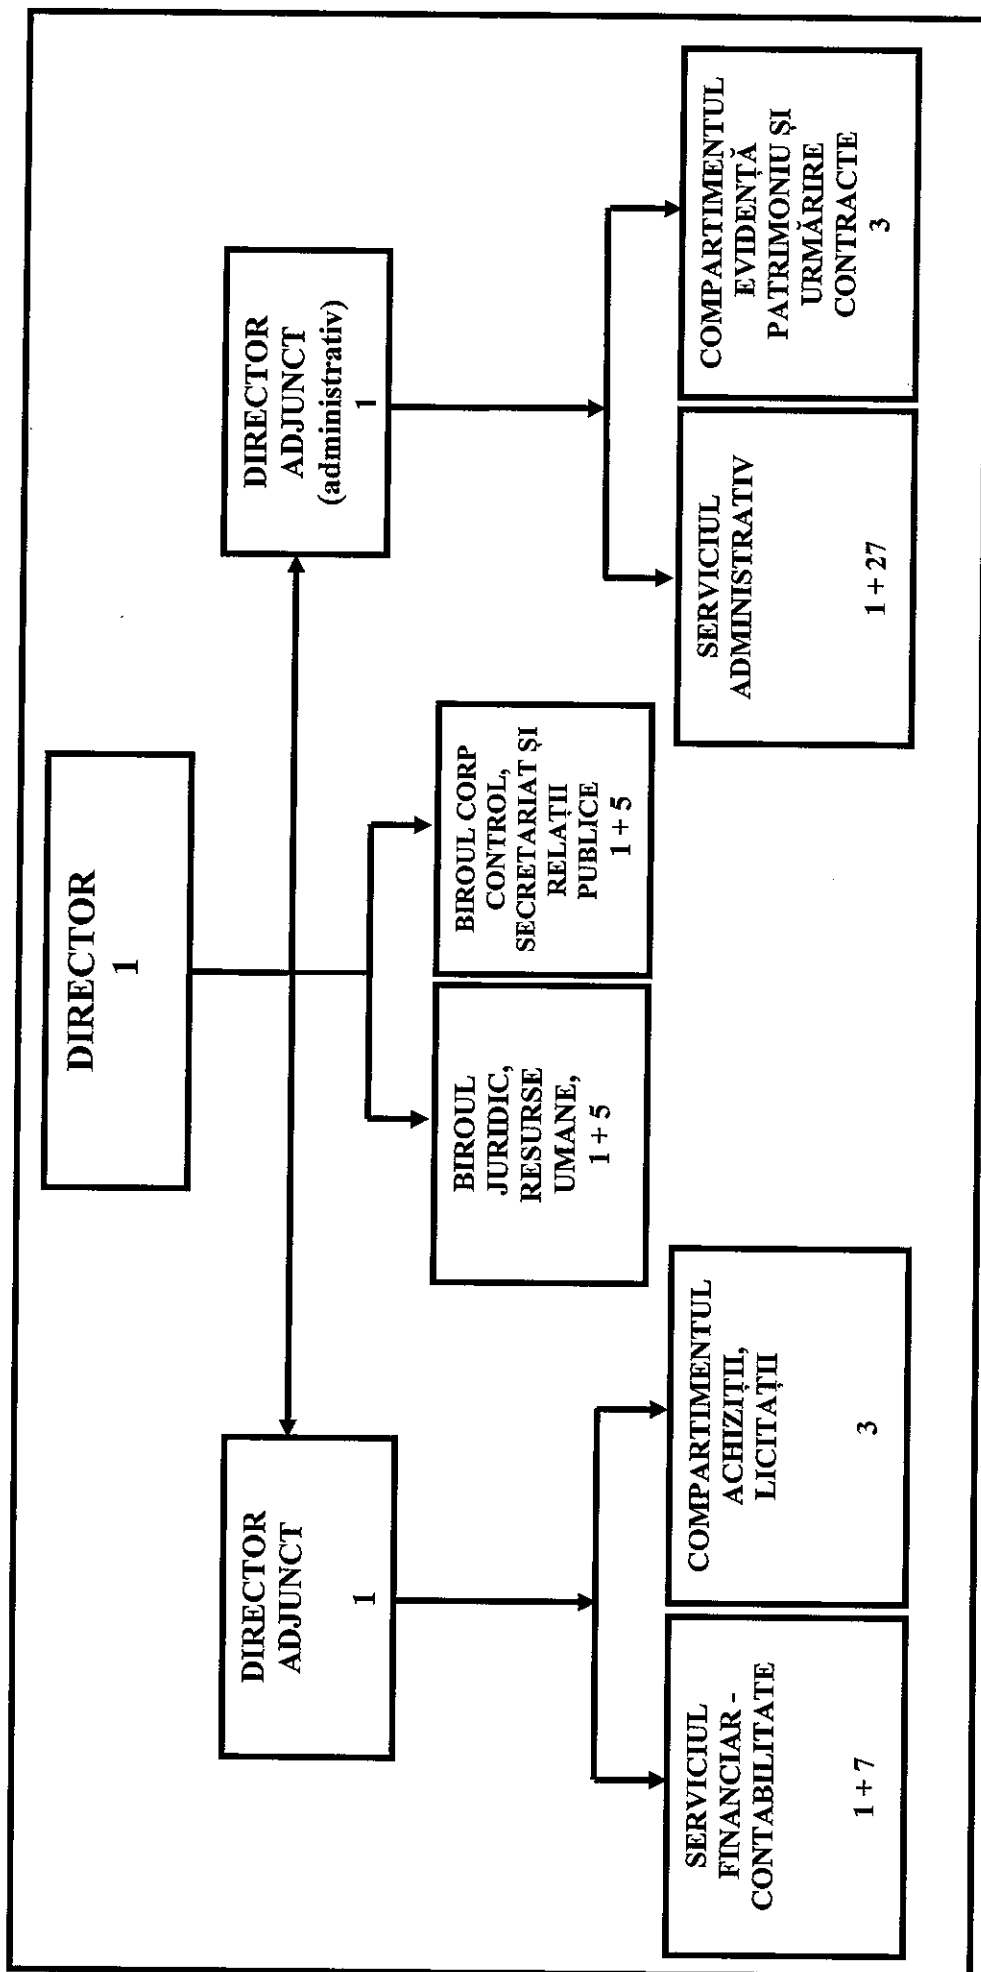 DIRECTOR
1
DIRECTOR
ADJUNCT
1
DIRECTOR
ADJUNCT
(administrativ)
1
BIROUL
JURIDIC,
RESURSE
UMANE,
1 + 5
BIROUL CORP
CONTROL,
SECRETARIAT ȘI
RELAȚII
PUBLICE
1 + 5
SERVICIUL
FINANCIAR -
CONTABILITATE
1 + 7
COMPARTIMENTUL
ACHIZIȚII,
LICITAȚII
3
SERVICIUL
ADMINISTRATIV
1 + 27
COMPARTIMENTUL
EVIDENȚĂ
PATRIMONIU ȘI
URMĂRIRE
CONTRACTE
3